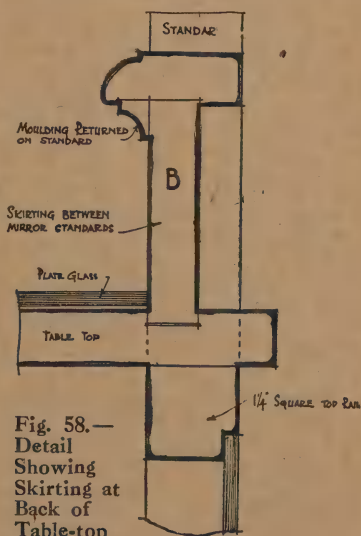 STANDAR
MOULDING RETURNED
ON STANDARD
B
SKIRTING BETWEEN
MIRROR STANDARDS
PLATE GLASS
TABLE TOP
1¼" SQUARE TOP RAIL
Fig. 58.—
Detail
Showing
Skirting at
Back of
Table-top